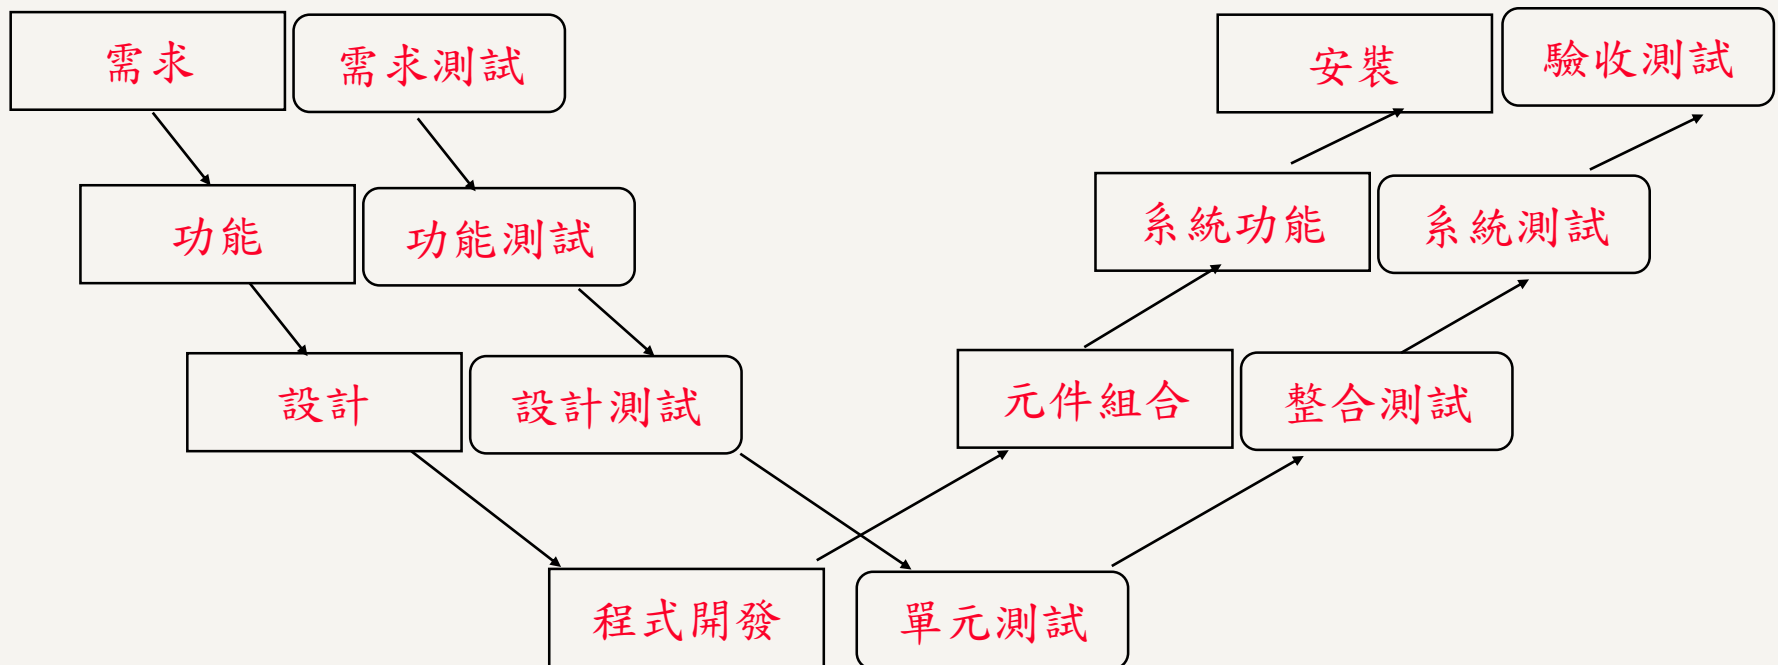 需求
需求測試
安裝
驗收測試
功能
功能測試
系統功能
系統測試
設計
設計測試
元件組合
整合測試
程式開發
單元測試